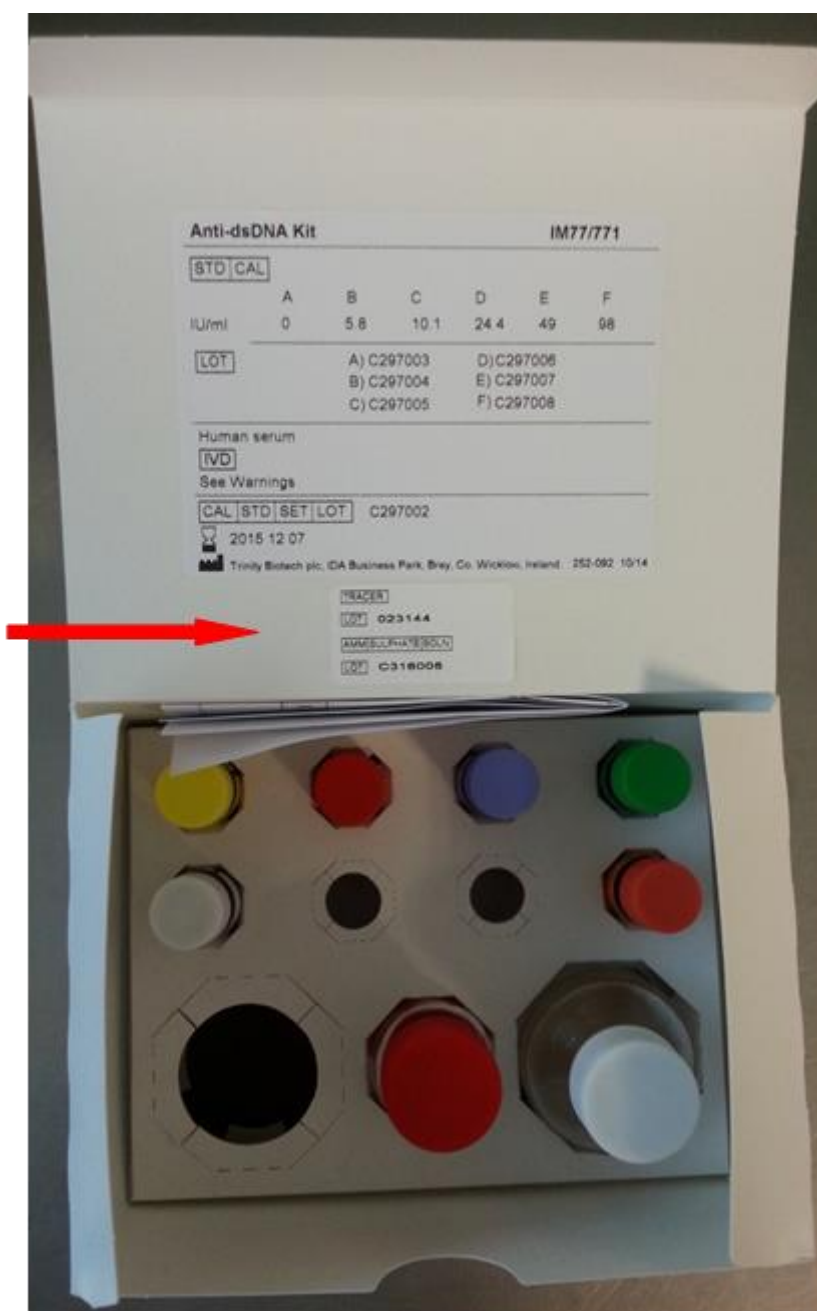 Anti-dsDNA Kit IM77/771
STD CAL
A B C D E F
IU/ml 0 5.8 10.1 24.4 49 98
LOT A) C297003 D) C297006
B) C297004 E) C297007
C) C297005 F) C297008
Human serum
IVD
See Warnings
CAL STD SET LOT C297002
2015 12 07
Trinity Biotech plc, IDA Business Park, Bray, Co. Wicklow, Ireland 252-092 10/14
TRACER
LOT 023144
AMM SULPHATE SOLN
LOT C316006